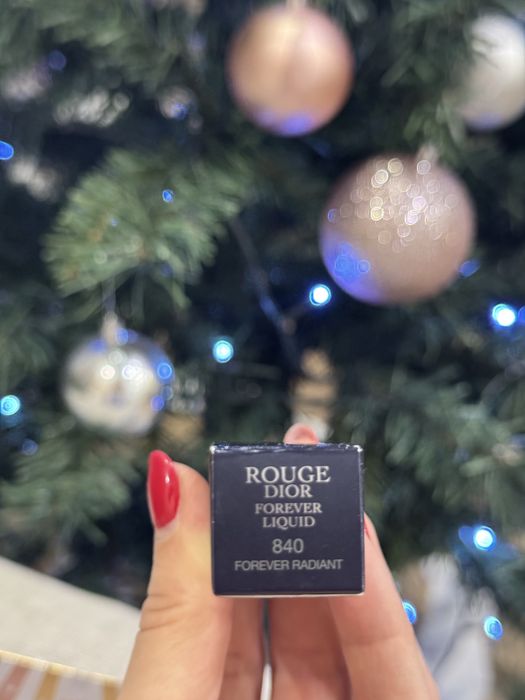 ROUGE
DIOR
FOREVER
LIQUID
840
FOREVER RADIANT